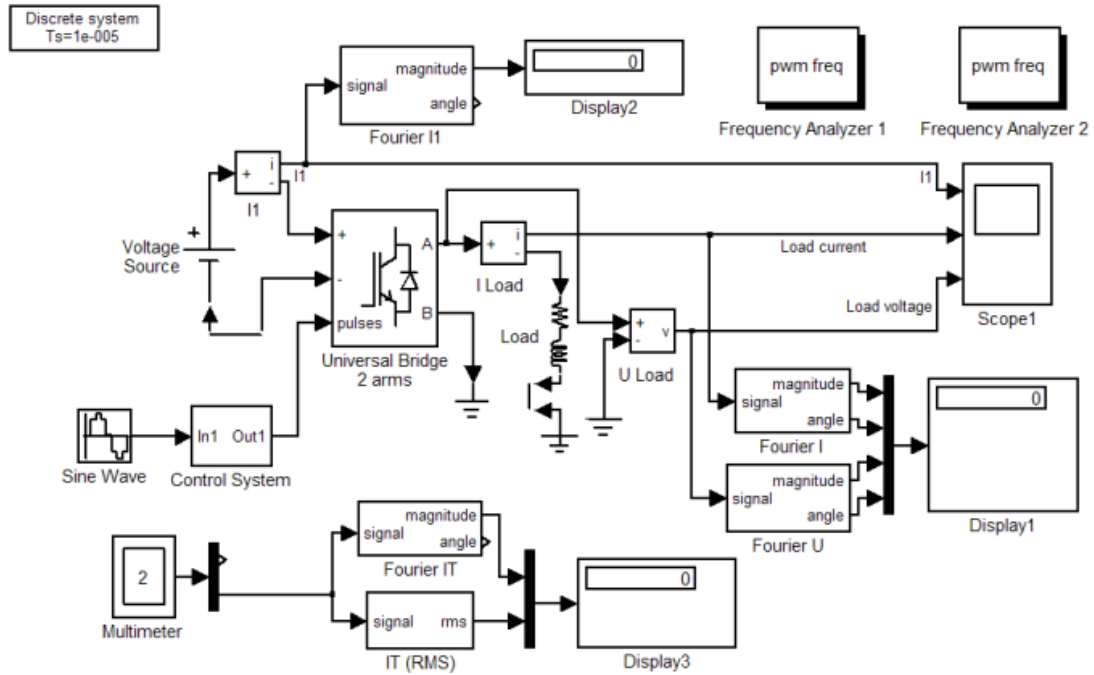 Discrete system
Ts=1e-005
signal
magnitude
angle
Fourier I1
0
Display2
pwm freq
Frequency Analyzer 1
pwm freq
Frequency Analyzer 2
+
i
-
I1
I1
I1
+
Voltage
Source
+
-
pulses
A
B
Universal Bridge
2 arms
+
i
-
I Load
Load current
Load
+
-
v
U Load
Load voltage
Scope1
Sine Wave
In1 Out1
Control System
signal
magnitude
angle
Fourier I
signal
magnitude
angle
Fourier U
0
Display1
2
Multimeter
signal
magnitude
angle
Fourier IT
signal rms
IT (RMS)
0
Display3